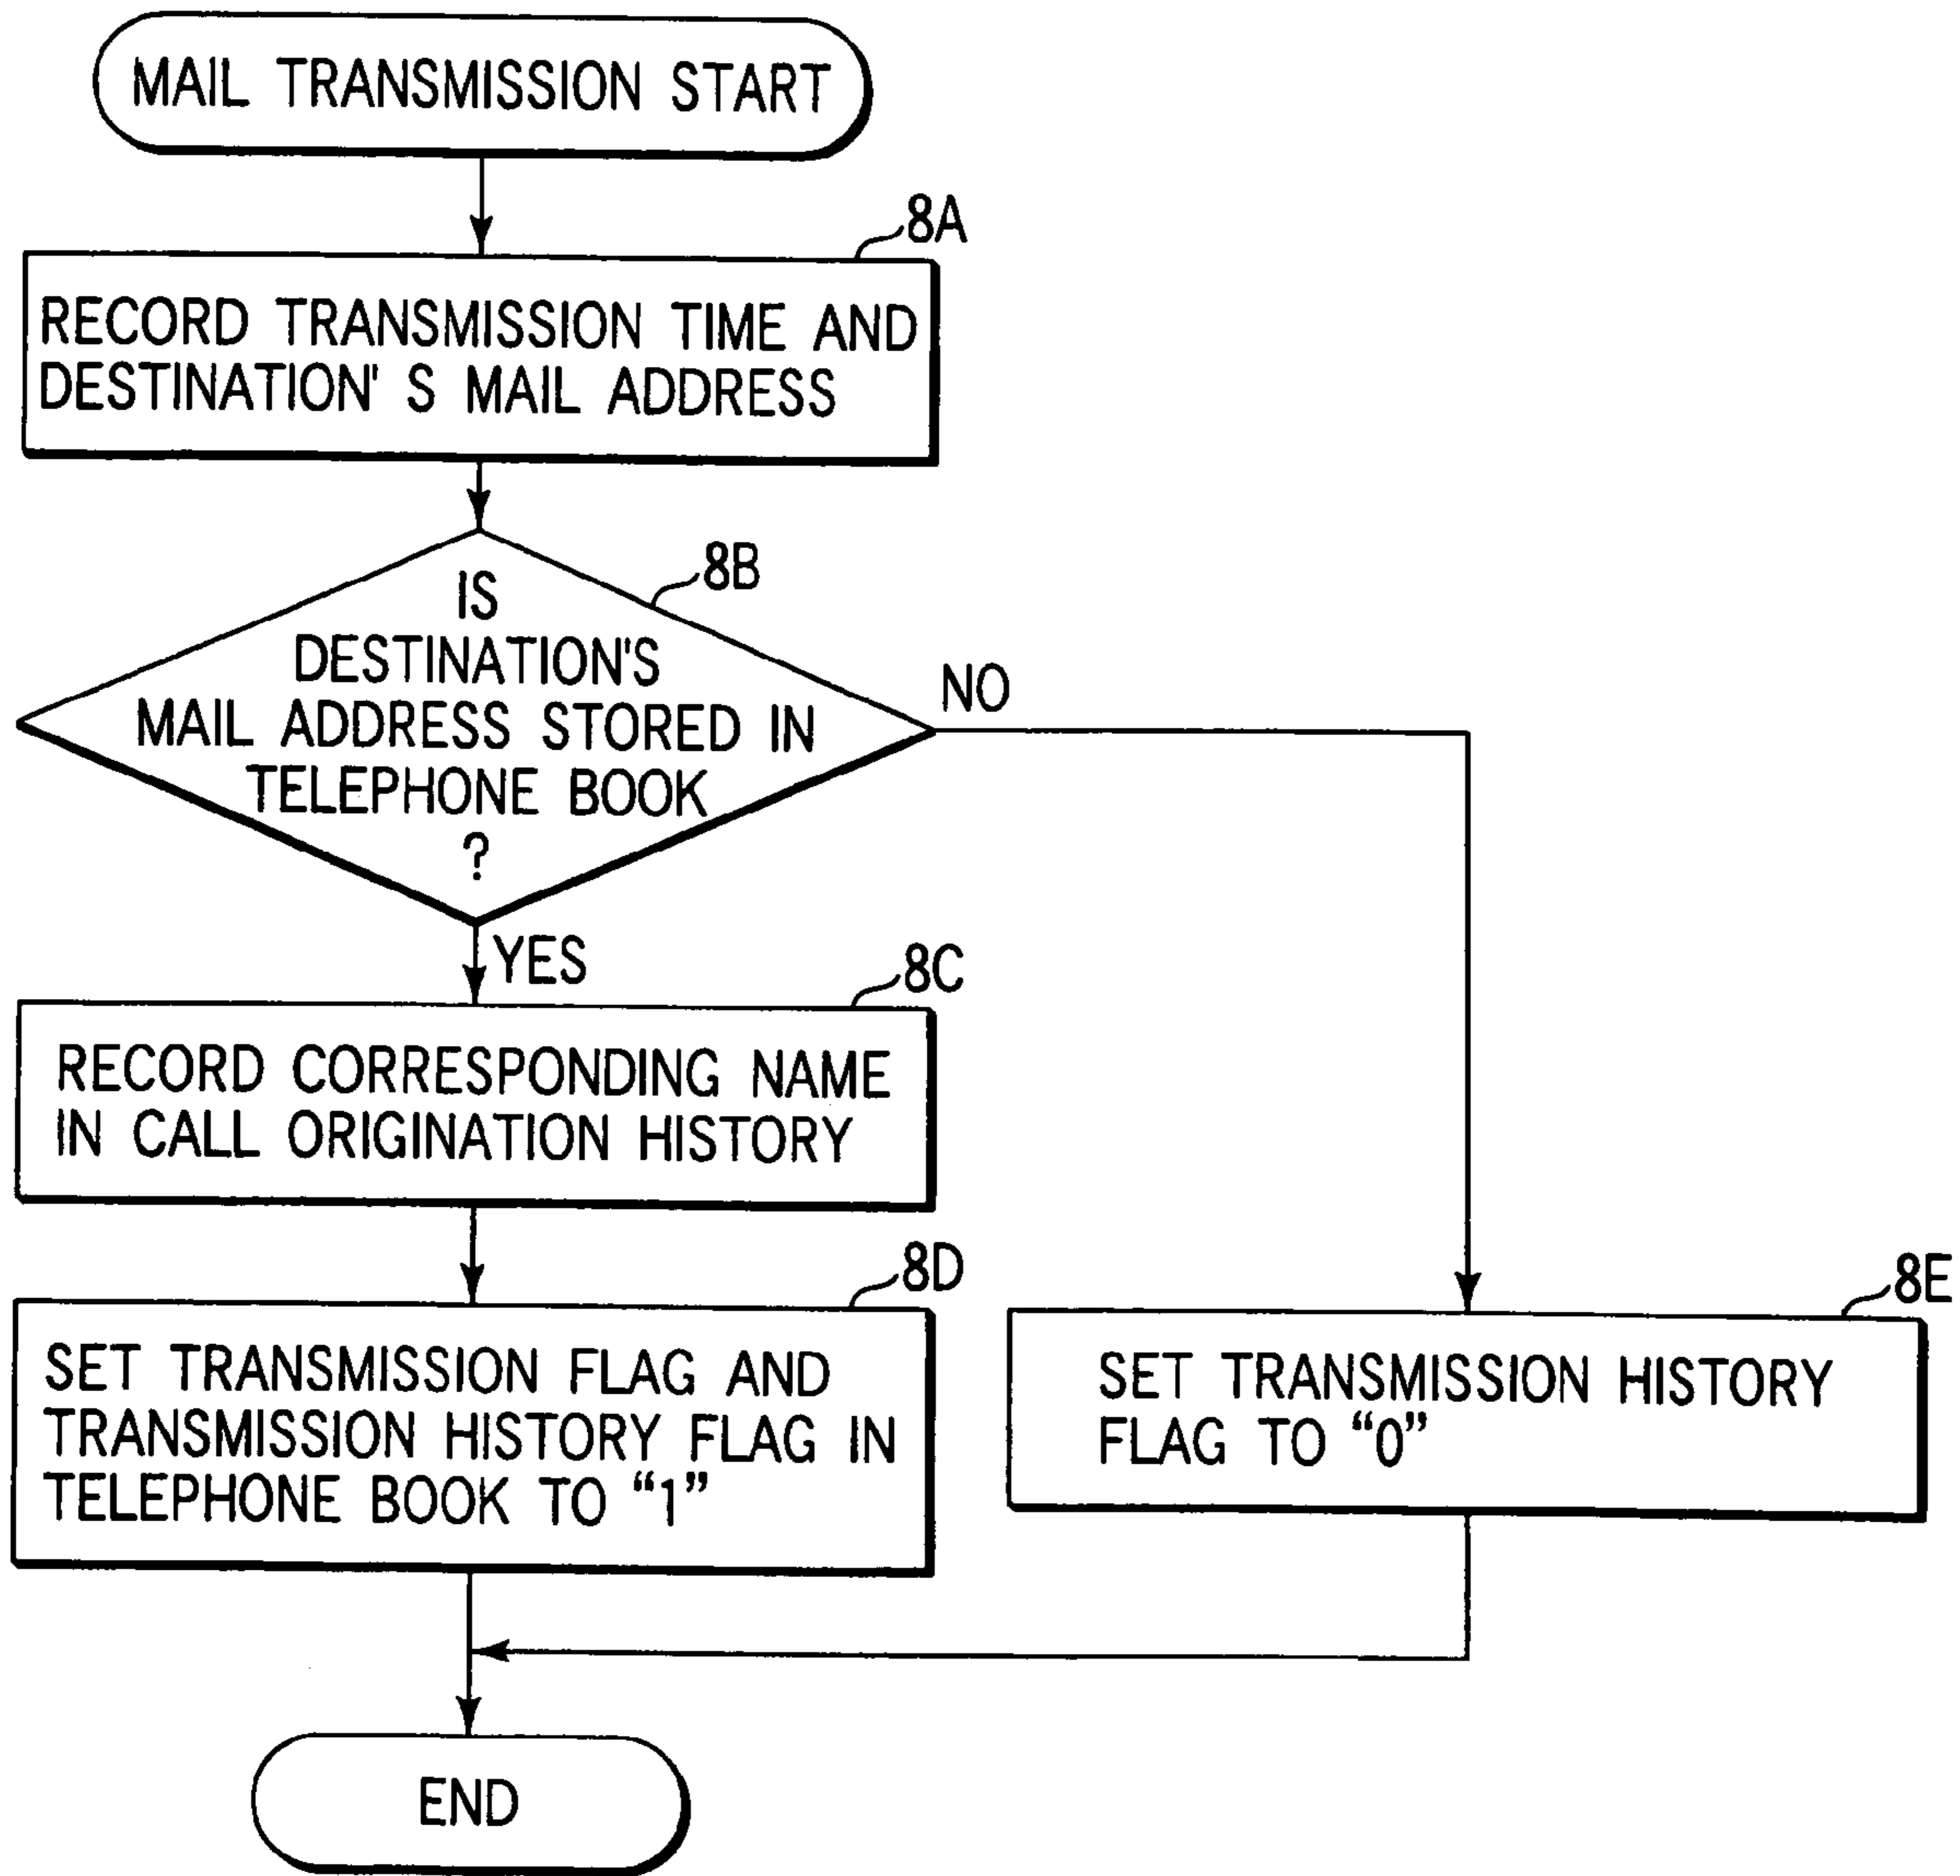 MAIL TRANSMISSION START
8A
RECORD TRANSMISSION TIME AND
DESTINATION' S MAIL ADDRESS
8B
IS
DESTINATION'S
MAIL ADDRESS STORED IN
TELEPHONE BOOK
?
NO
YES
8C
RECORD CORRESPONDING NAME
IN CALL ORIGINATION HISTORY
8D
SET TRANSMISSION FLAG AND
TRANSMISSION HISTORY FLAG IN
TELEPHONE BOOK TO “1”
8E
SET TRANSMISSION HISTORY
FLAG TO “0”
END